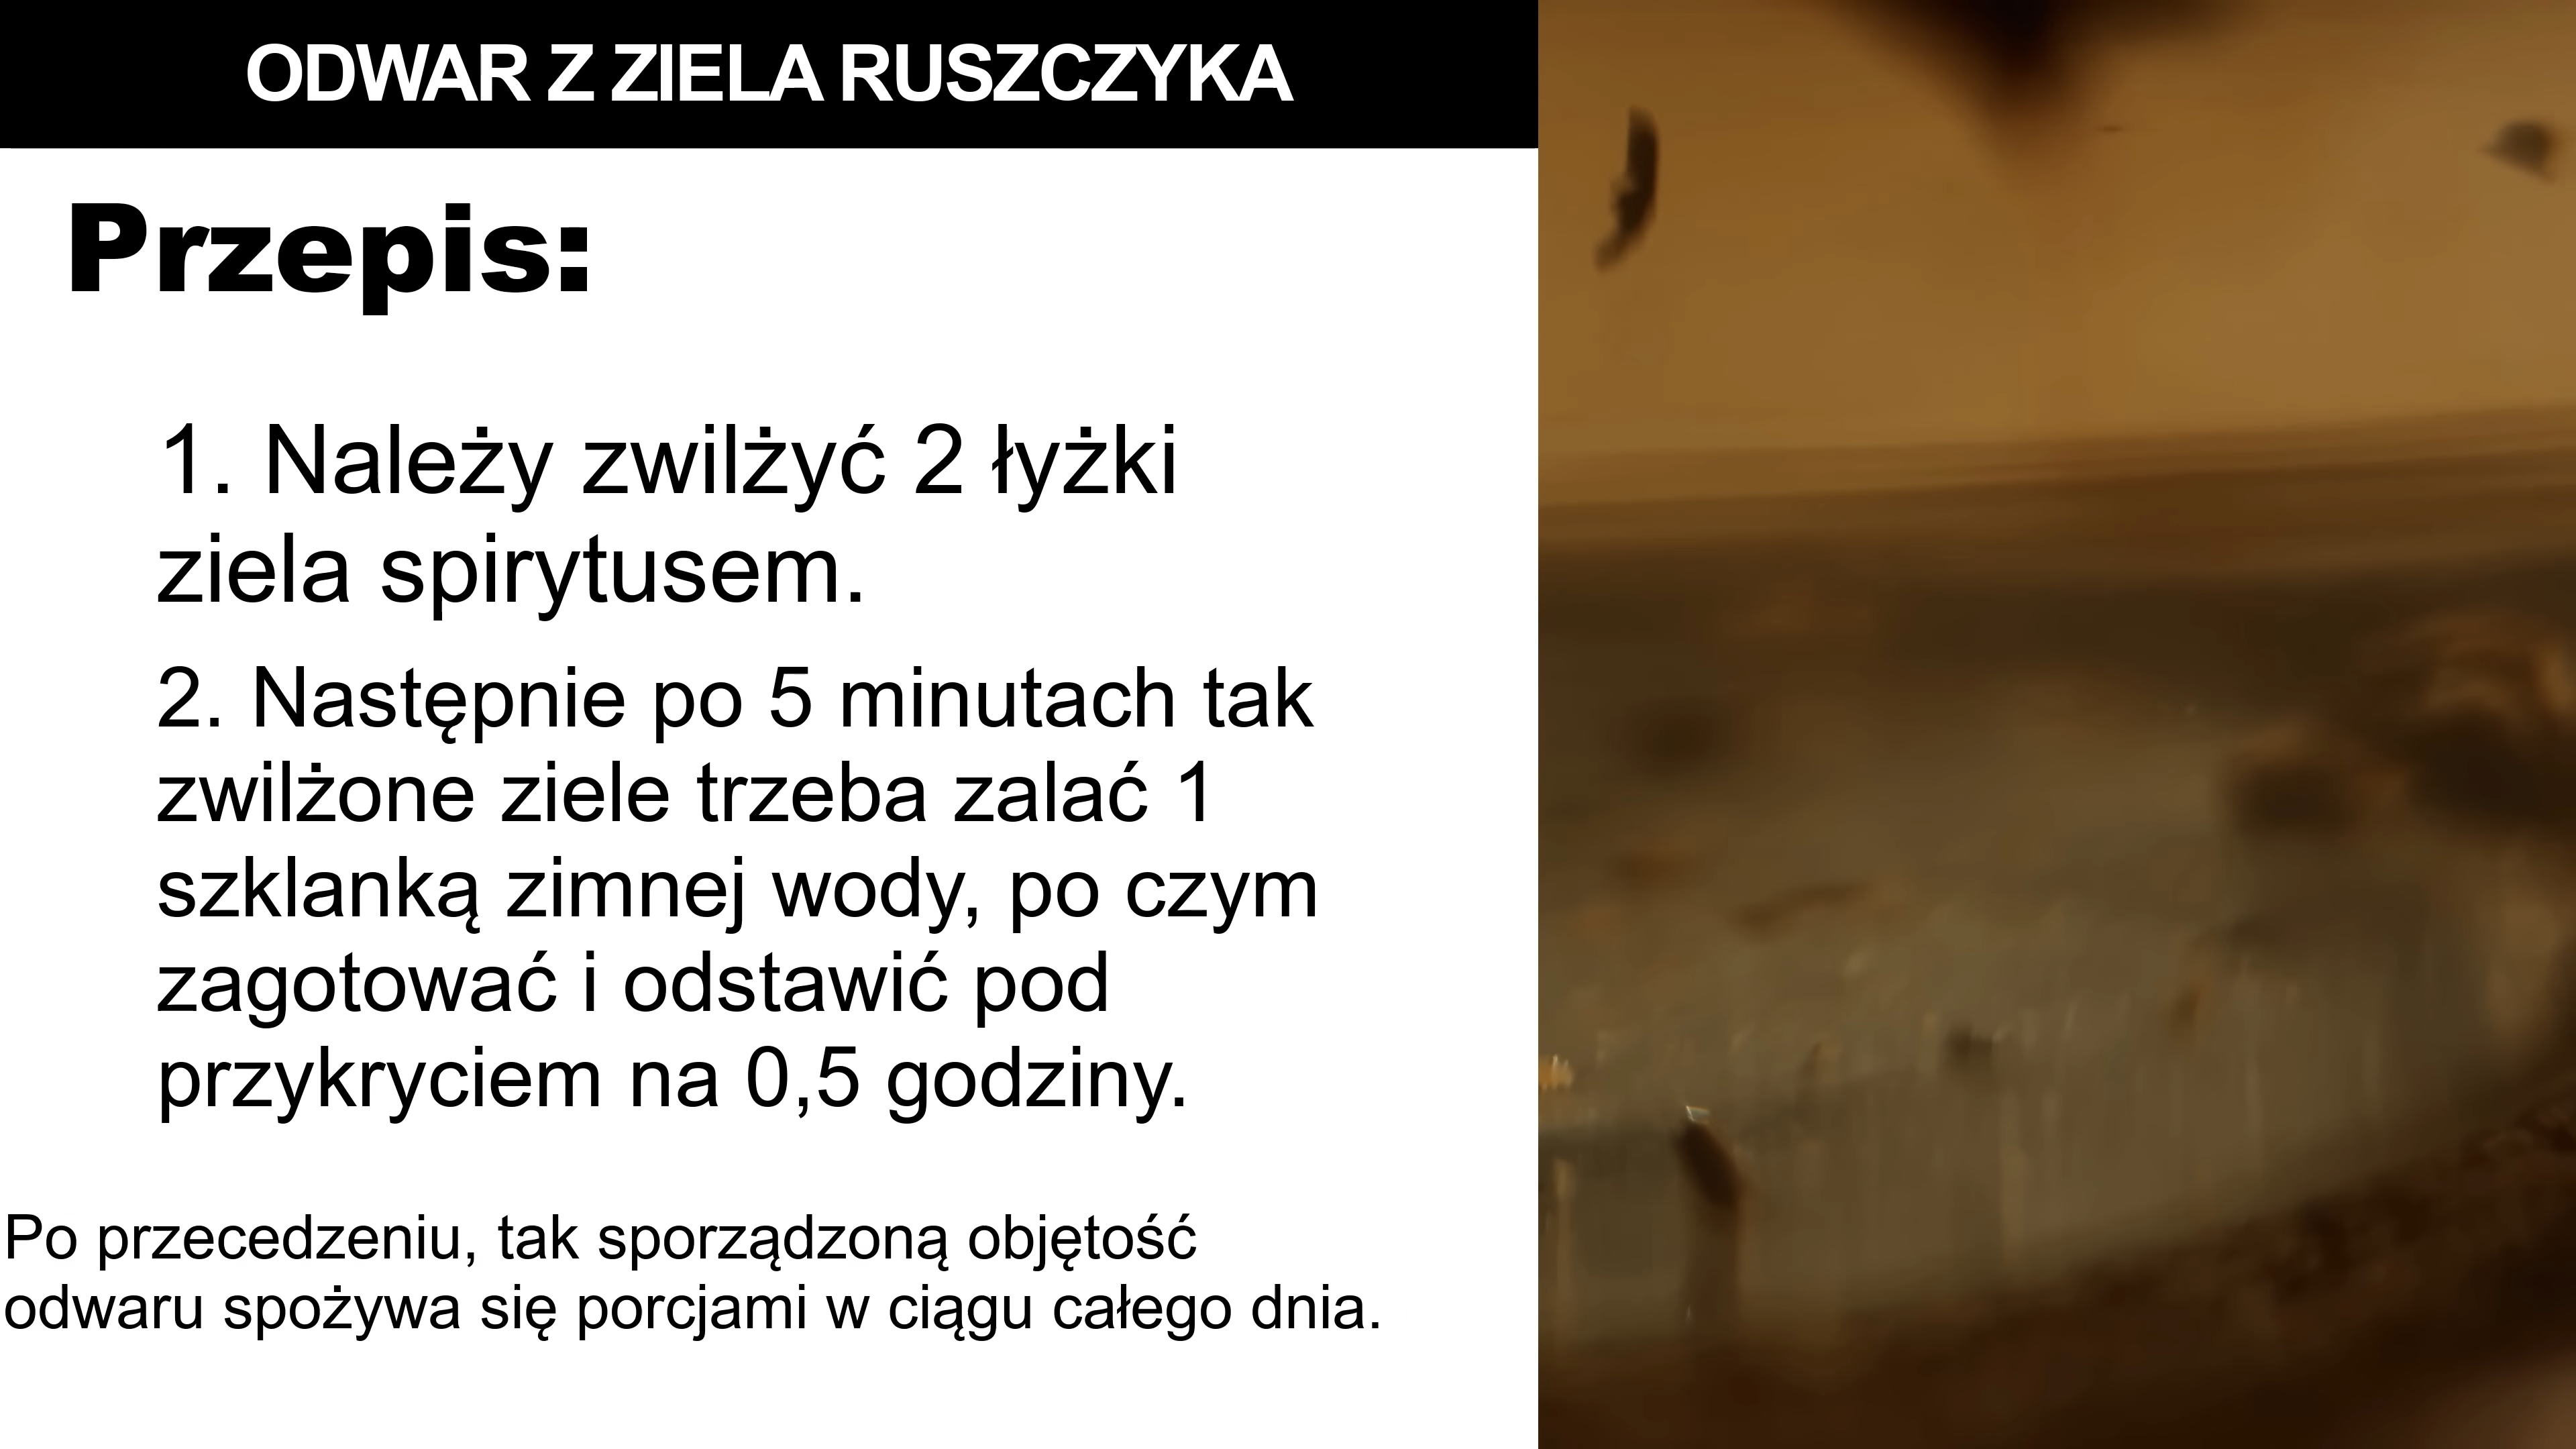 ODWAR Z ZIELA RUSZCZYKA
Przepis:
1. Należy zwilżyć 2 łyżki
ziela spirytusem.
2. Następnie po 5 minutach tak
zwilżone ziele trzeba zalać 1
szklanką zimnej wody, po czym
zagotować i odstawić pod
przykryciem na 0,5 godziny.
Po przecedzeniu, tak sporządzoną objętość
odwaru spożywa się porcjami w ciągu całego dnia.